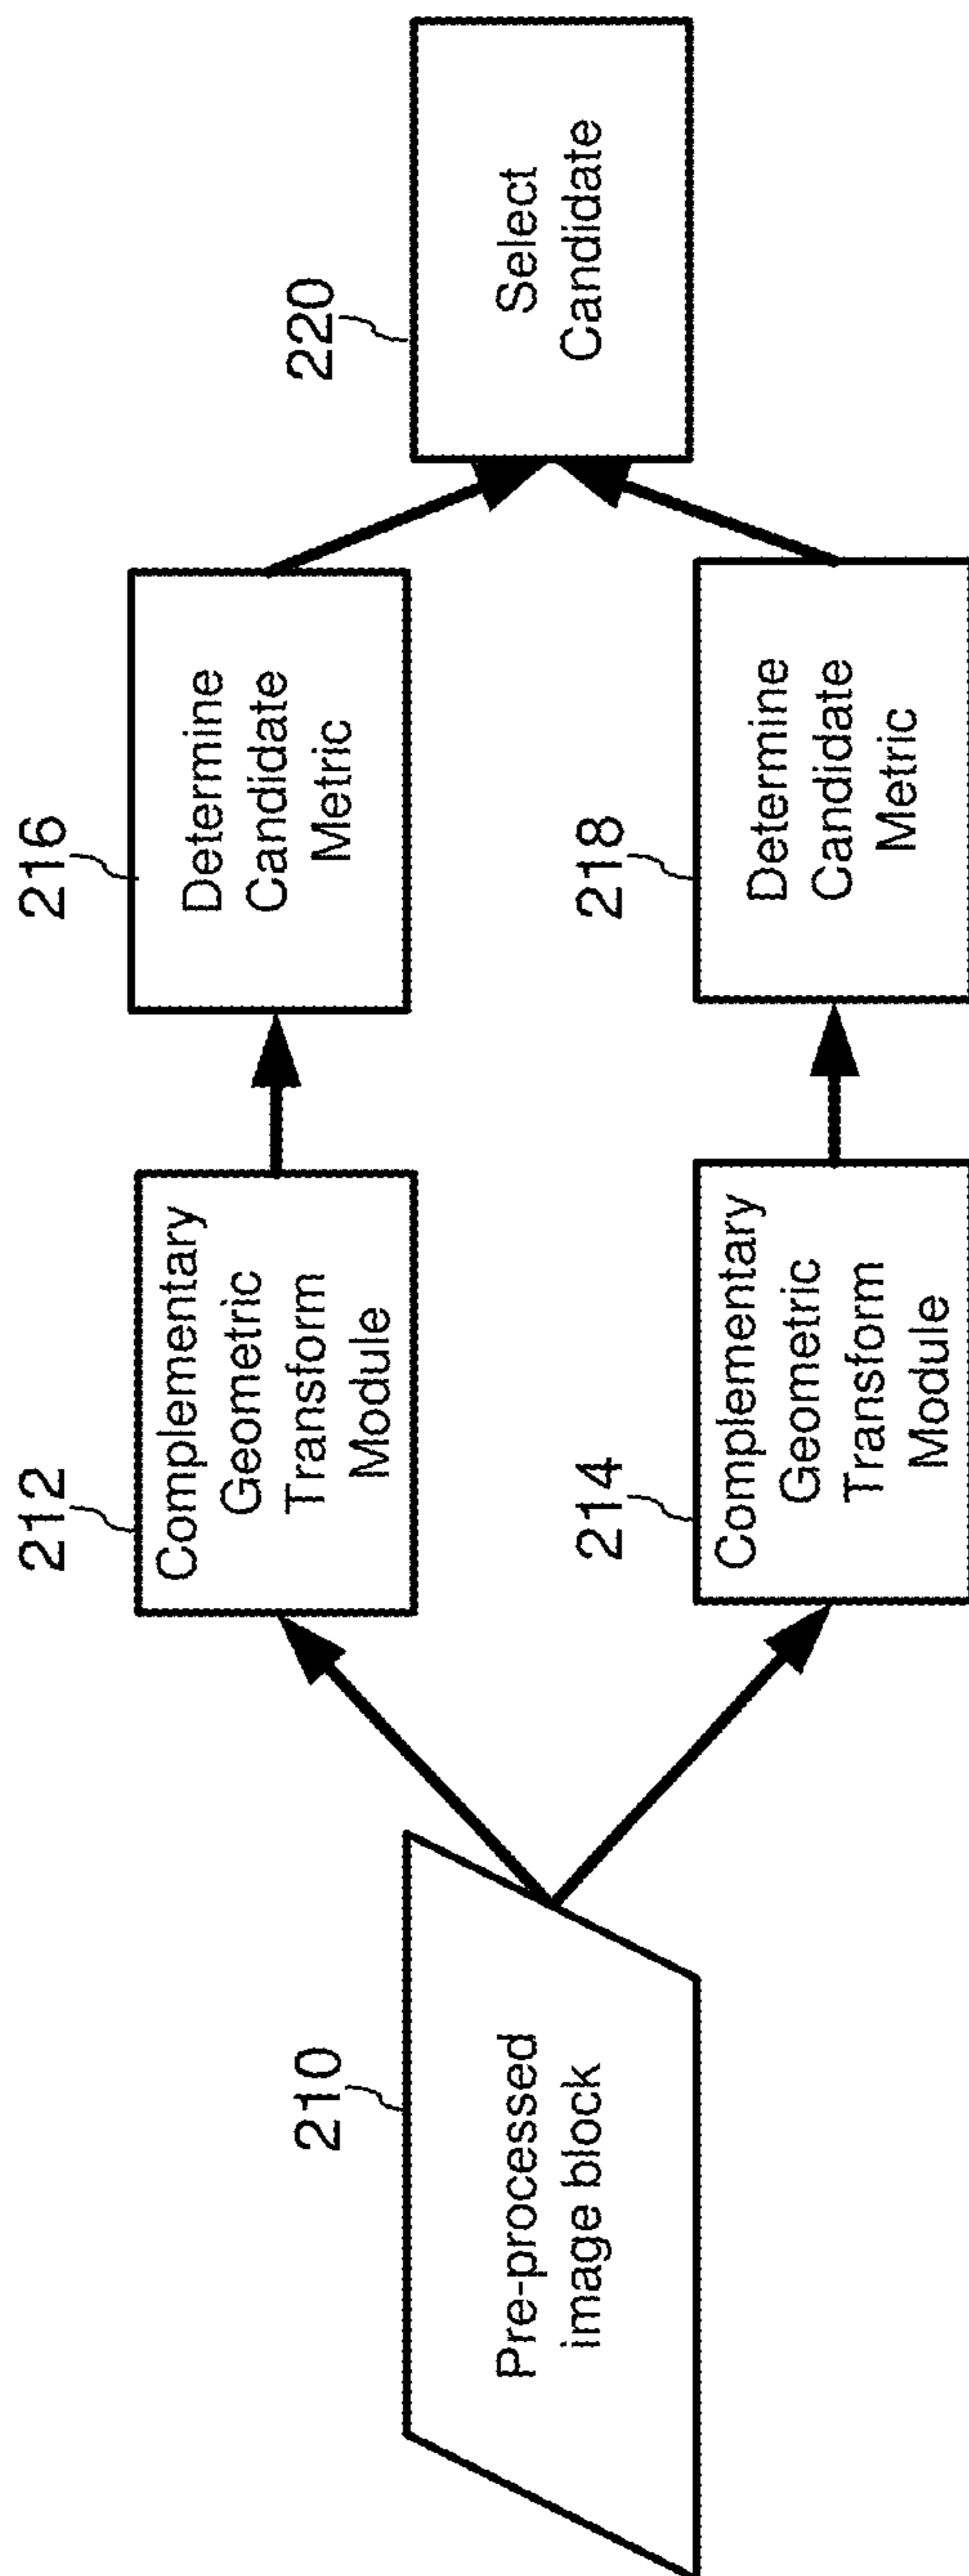 210
Pre-processed
image block
212
Complementary
Geometric
Transform
Module
214
Complementary
Geometric
Transform
Module
216
Determine
Candidate
Metric
218
Determine
Candidate
Metric
220
Select
Candidate